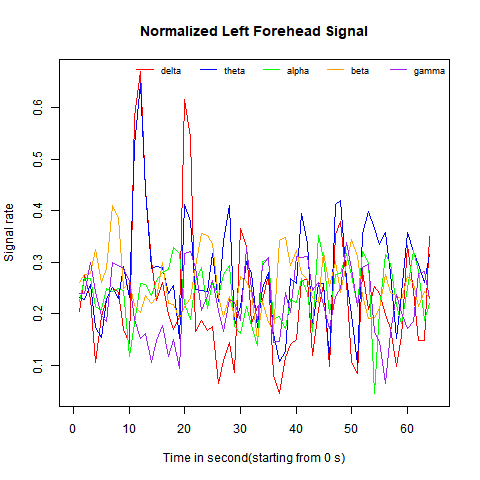 Normalized Left Forehead Signal
delta theta alpha beta gamma
Signal rate
0.6
0.5
0.4
0.3
0.2
0.1
0 10 20 30 40 50 60
Time in second(starting from 0 s)